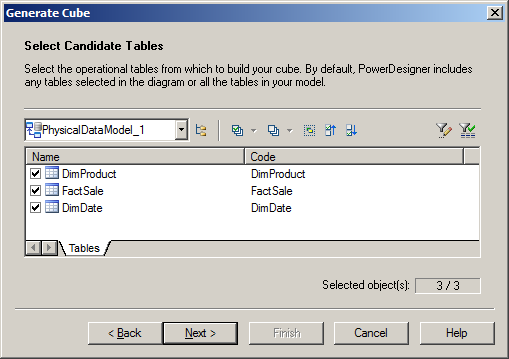 Generate Cube
Select Candidate Tables
Select the operational tables from which to build your cube. By default, PowerDesigner includes
any tables selected in the diagram or all the tables in your model.
PhysicalDataModel_1
Name Code
DimProduct DimProduct
FactSale FactSale
DimDate DimDate
Tables
Selected object(s): 3 / 3
< Back Next > Finish Cancel Help